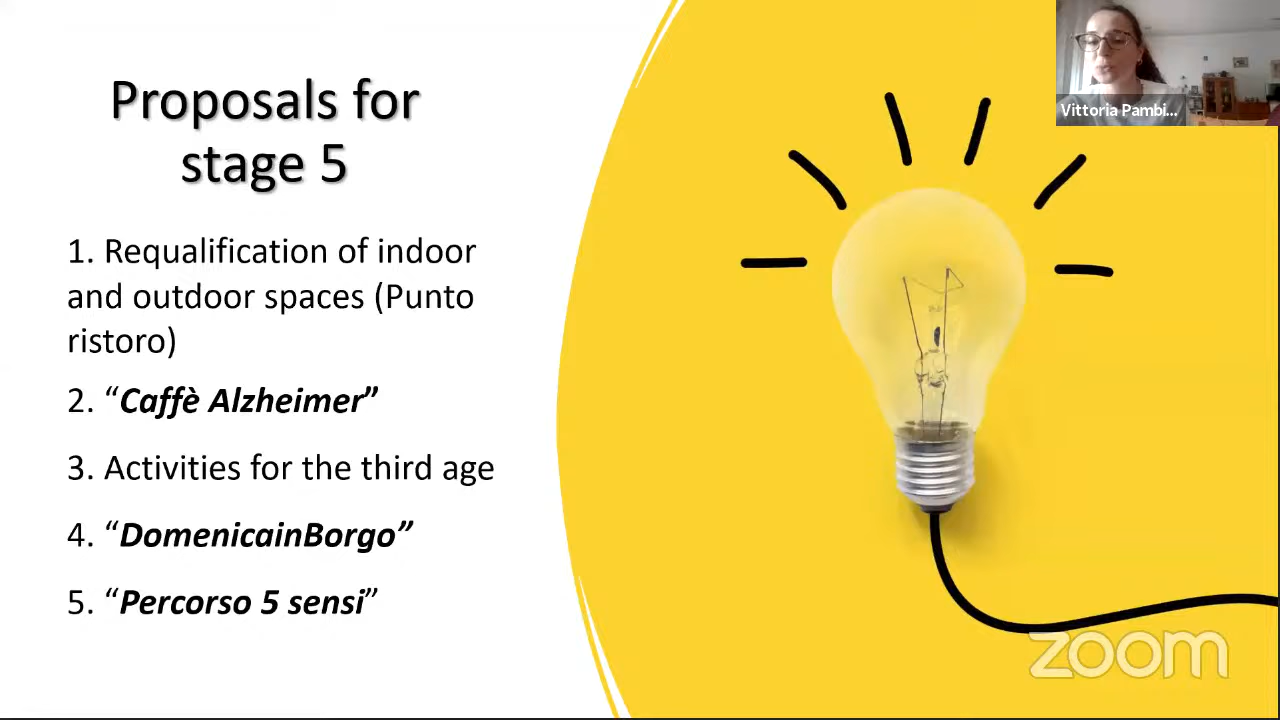 Proposals for
stage 5
1. Requalification of indoor
and outdoor spaces (Punto
ristoro)
2. “Caffè Alzheimer”
3. Activities for the third age
4. “DomenicainBorgo”
5. “Percorso 5 sensi”
Vittoria Pambi...
zoom